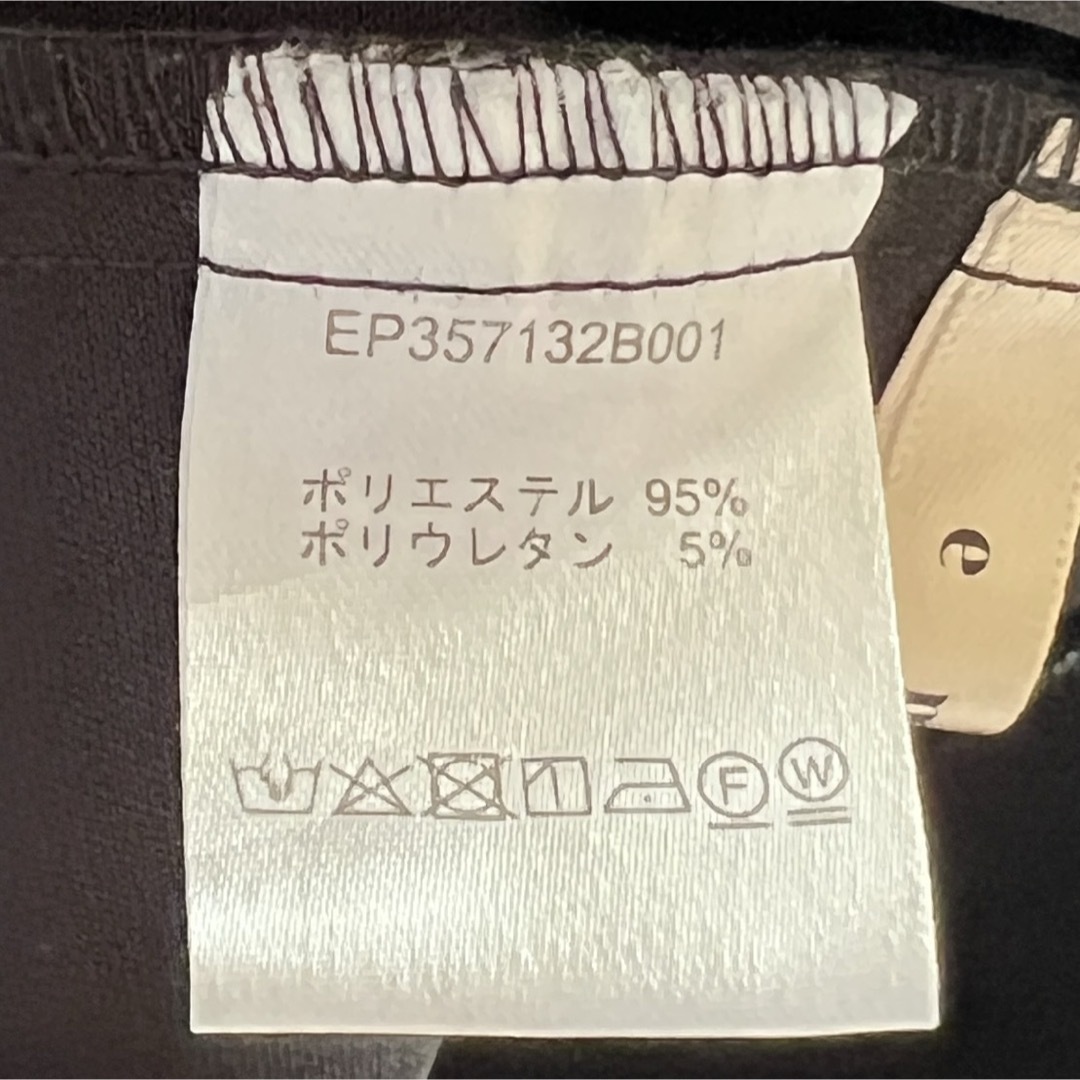 EP357132B001
ポリエステル 95%
ポリウレタン 5%
F W
e